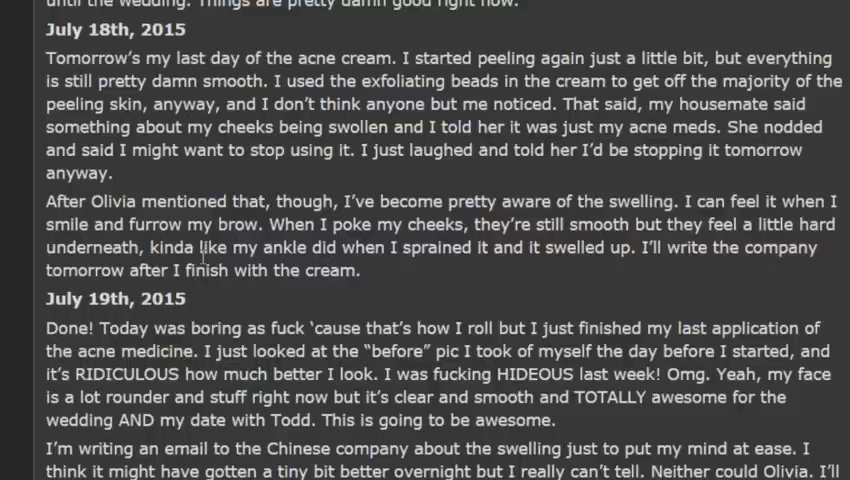 until the wedding. Things are pretty damn good right now.
July 18th, 2015
Tomorrow's my last day of the acne cream. I started peeling again just a little bit, but everything
is still pretty damn smooth. I used the exfoliating beads in the cream to get off the majority of the
peeling skin, anyway, and I don't think anyone but me noticed. That said, my housemate said
something about my cheeks being swollen and I told her it was just my acne meds. She nodded
and said I might want to stop using it. I just laughed and told her I'd be stopping it tomorrow
anyway.
After Olivia mentioned that, though, I've become pretty aware of the swelling. I can feel it when I
smile and furrow my brow. When I poke my cheeks, they're still smooth but they feel a little hard
underneath, kinda like my ankle did when I sprained it and it swelled up. I'll write the company
tomorrow after I finish with the cream.
July 19th, 2015
Done! Today was boring as fuck 'cause that's how I roll but I just finished my last application of
the acne medicine. I just looked at the “before” pic I took of myself the day before I started, and
it's RIDICULOUS how much better I look. I was fucking HIDEOUS last week! Omg. Yeah, my face
is a lot rounder and stuff right now but it's clear and smooth and TOTALLY awesome for the
wedding AND my date with Todd. This is going to be awesome.
I'm writing an email to the Chinese company about the swelling just to put my mind at ease. I
think it might have gotten a tiny bit better overnight but I really can't tell. Neither could Olivia. I'll